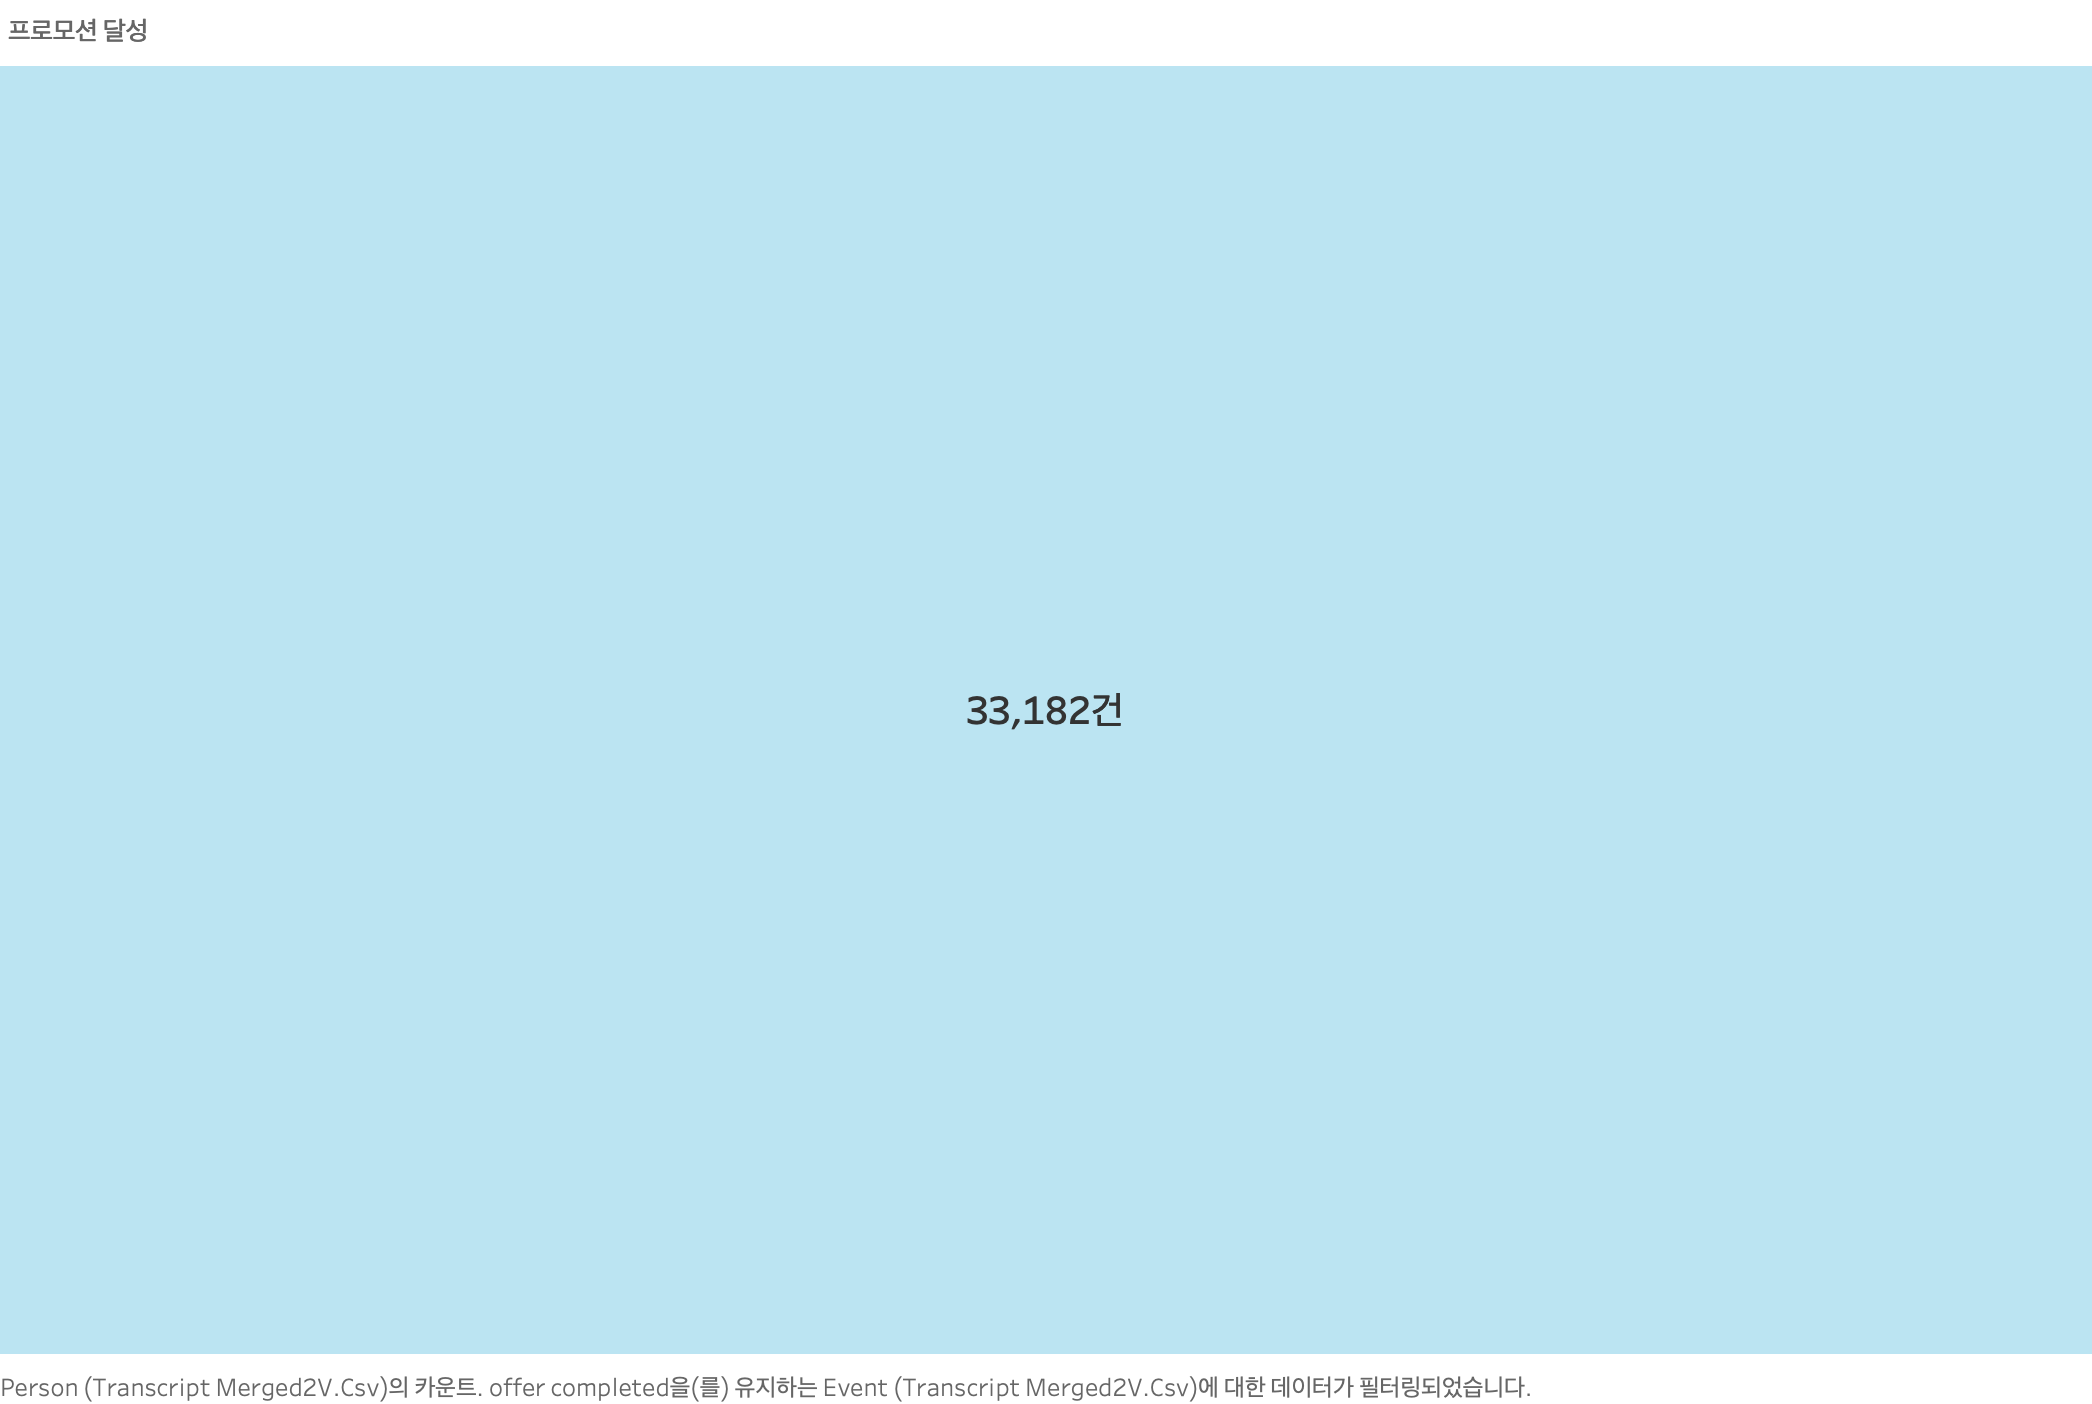 프로모션 달성
33,182건
Person (Transcript Merged2V.Csv)의 카운트. offer completed을(를) 유지하는 Event (Transcript Merged2V.Csv)에 대한 데이터가 필터링되었습니다.